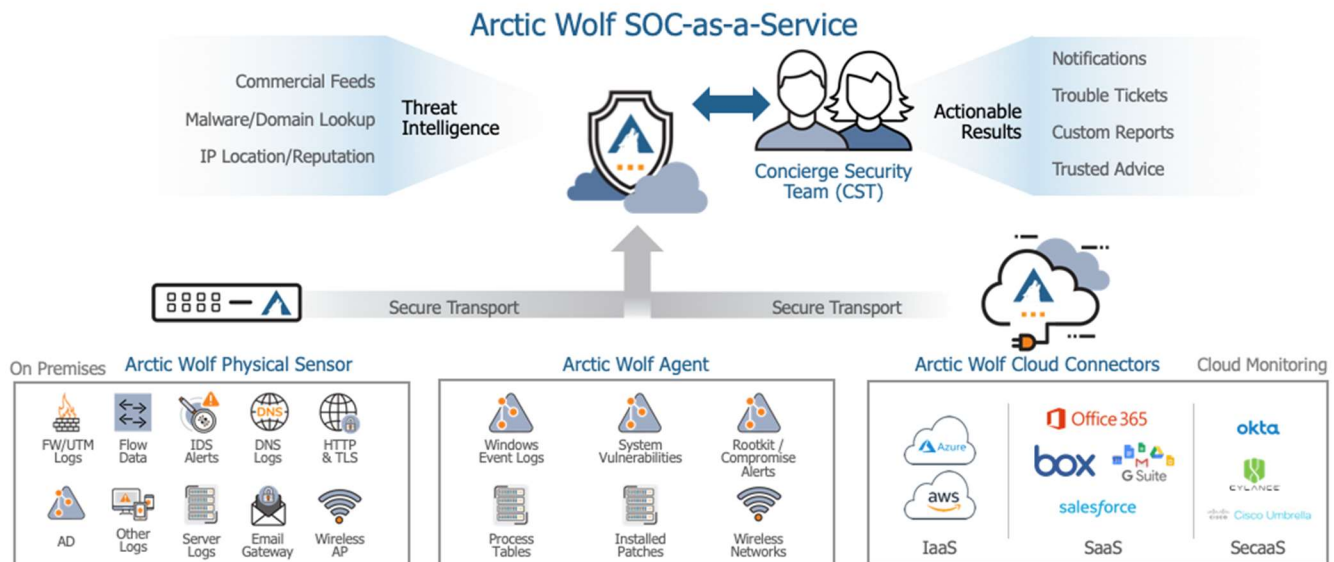 Arctic Wolf SOC-as-a-Service
Commercial Feeds
Malware/Domain Lookup
IP Location/Reputation
Threat
Intelligence
Concierge Security
Team (CST)
Actionable
Results
Notifications
Trouble Tickets
Custom Reports
Trusted Advice
Secure Transport
Secure Transport
On Premises
Arctic Wolf Physical Sensor
FW/UTM
Logs
Flow
Data
IDS
Alerts
DNS
DNS
Logs
HTTP
& TLS
AD
Other
Logs
Server
Logs
Email
Gateway
Wireless
AP
Arctic Wolf Agent
Windows
Event Logs
System
Vulnerabilities
Rootkit /
Compromise
Alerts
Process
Tables
Installed
Patches
Wireless
Networks
Arctic Wolf Cloud Connectors
Cloud Monitoring
Azure
aws
IaaS
Office 365
box
G Suite
salesforce
SaaS
okta
CYLANCE
cisco Cisco Umbrella
SecaaS